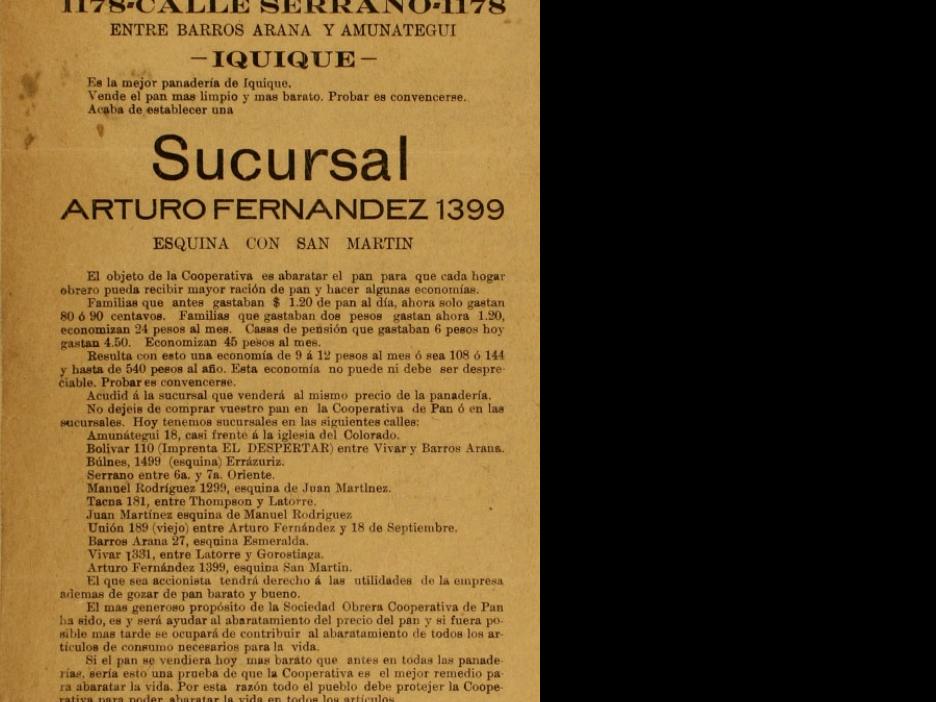 1178-CALLE SERRANO-1178
ENTRE BARROS ARANA Y AMUNATEGUI
—IQUIQUE—
Es la mejor panadería de Iquique.
Vende el pan mas limpio y mas barato. Probar es convencerse.
Acaba de establecer una
Sucursal
ARTURO FERNANDEZ 1399
ESQUINA CON SAN MARTIN
El objeto de la Cooperativa es abaratar el pan para que cada hogar
obrero pueda recibir mayor ración de pan y hacer algunas economías.
Familias que antes gastaban $ 1.20 de pan al día, ahora solo gastan
80 ó 90 centavos. Familias que gastaban dos pesos gastan ahora 1.20,
economizan 24 pesos al mes. Casas de pensión que gastaban 6 pesos hoy
gastan 4.50. Economizan 45 pesos al mes.
Resulta con esto una economía de 9 á 12 pesos al mes ó sea 108 ó 144
y hasta de 540 pesos al año. Esta economía no puede ni debe ser despre-
ciable. Probar es convencerse.
Acudid á la sucursal que venderá al mismo precio de la panadería.
No dejeis de comprar vuestro pan en la Cooperativa de Pan ó en las
sucursales. Hoy tenemos sucursales en las siguientes calles:
Amunátegui 18, casi frente á la iglesia del Colorado.
Bolivar 110 (Imprenta EL DESPERTAR) entre Vivar y Barros Arana.
Búlnes, 1499 (esquina) Errázuriz.
Serrano entre 6a. y 7a. Oriente.
Manuel Rodríguez 1299, esquina de Juan Martínez.
Tacna 181, entre Thompson y Latorre.
Juan Martínez esquina de Manuel Rodriguez
Unión 189 (viejo) entre Arturo Fernández y 18 de Septiembre.
Barros Arana 27, esquina Esmeralda.
Vivar 1331, entre Latorre y Gorostiaga.
Arturo Fernández 1399, esquina San Martin.
El que sea accionista tendrá derecho á las utilidades de la empresa
ademas de gozar de pan barato y bueno.
El mas generoso propósito de la Sociedad Obrera Cooperativa de Pan
ha sido, es y será ayudar al abaratamiento del precio del pan y si fuera po-
sible mas tarde se ocupará de contribuir al abaratamiento de todos los ar-
tículos de consumo necesarios para la vida.
Si el pan se vendiera hoy mas barato que antes en todas las panade-
rías, sería esto una prueba de que la Cooperativa es el mejor remedio pa-
ra abaratar la vida. Por esta razón todo el pueblo debe protejer la Coope-
rativa para poder abaratar la vida en todos los artículos.